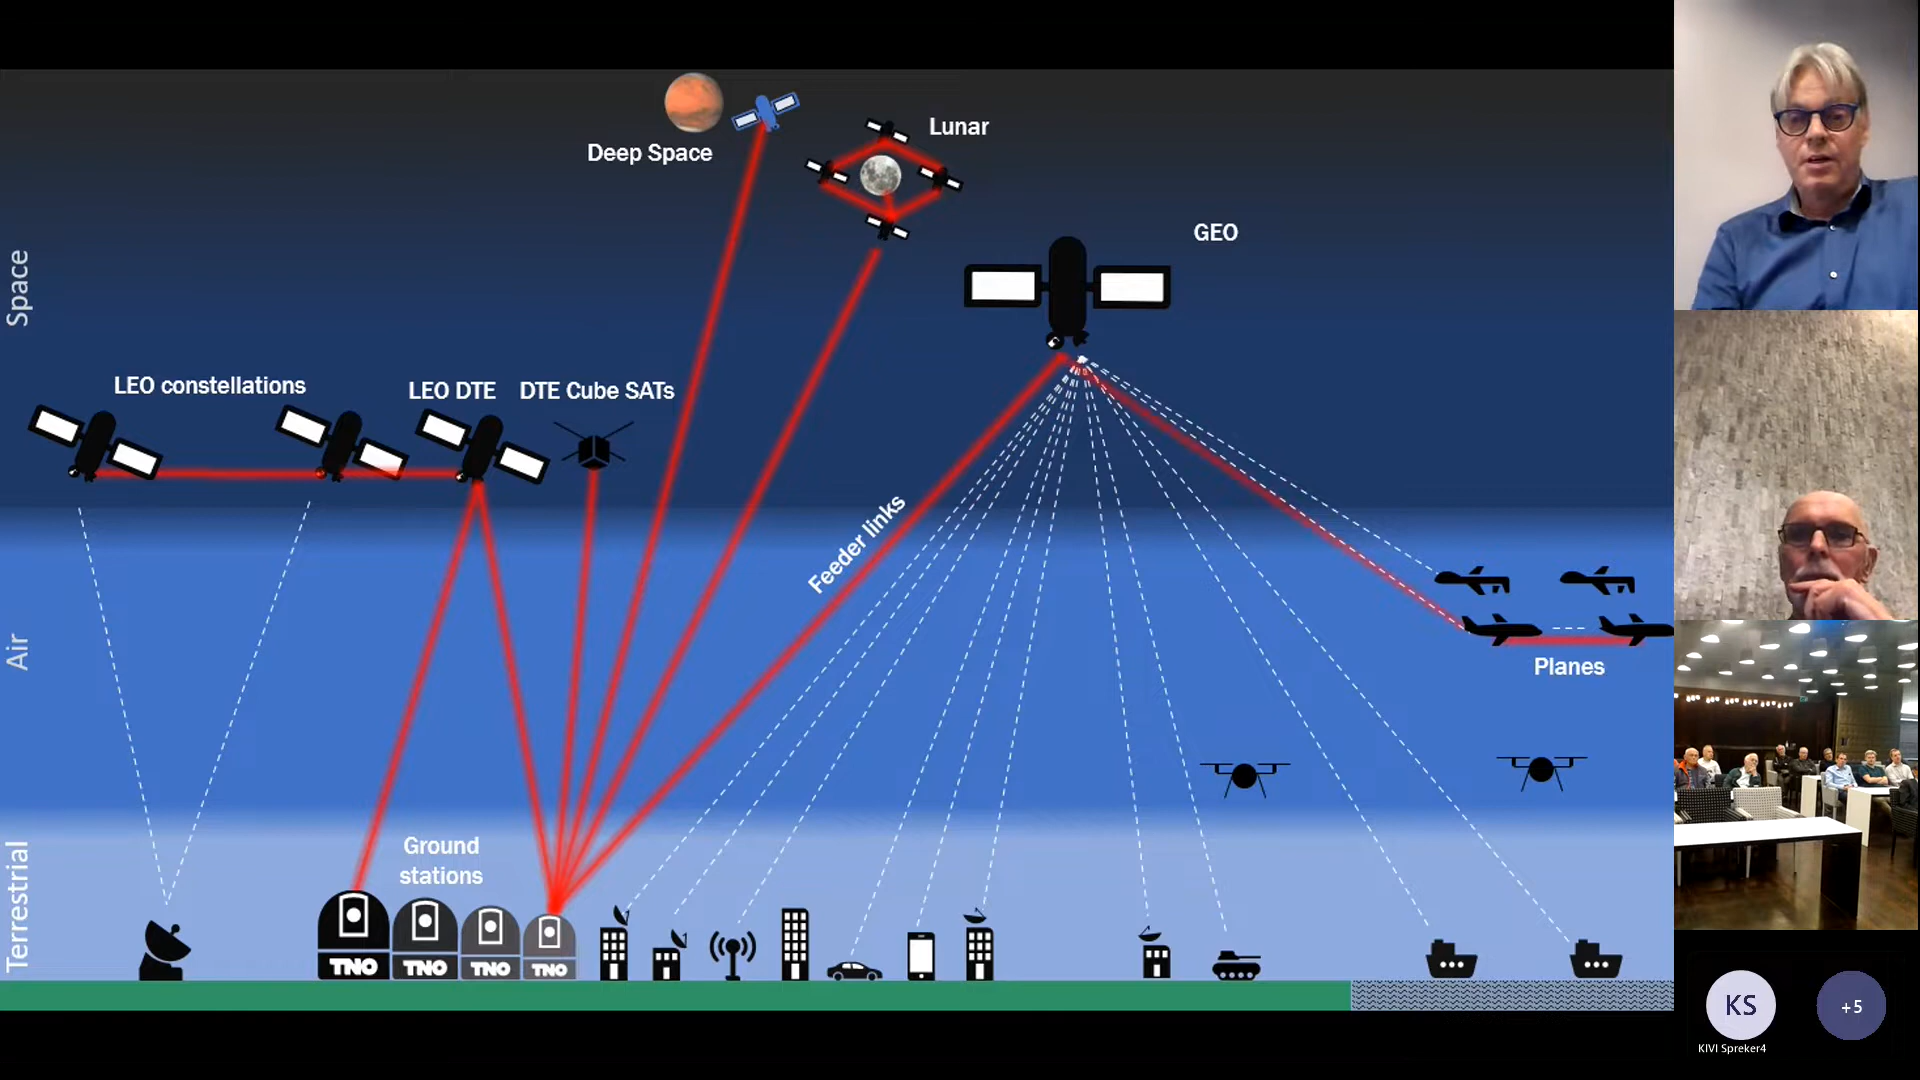 Deep Space
Lunar
GEO
Space
LEO constellations
LEO DTE
DTE Cube SATs
Feeder links
Air
Planes
Terrestrial
Ground
stations
TNO
TNO
TNO
TNO
KS
+5
KIVI Spreker4